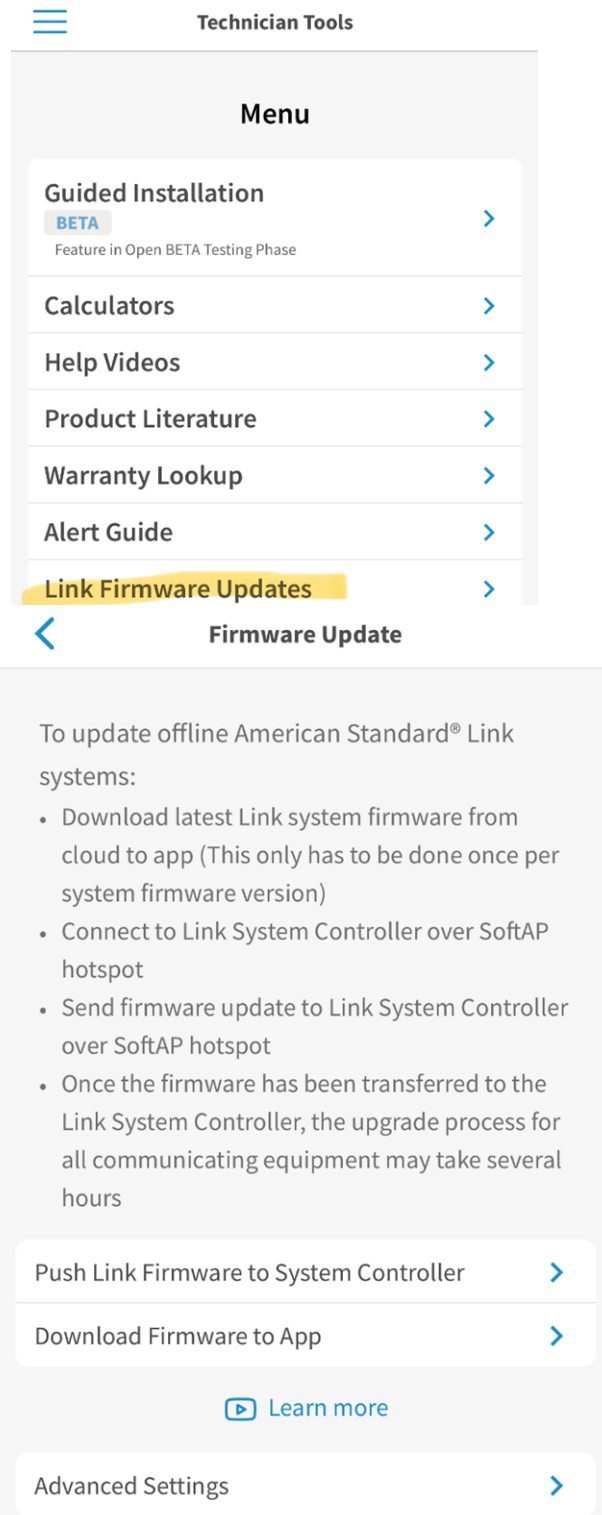 Technician Tools
Menu
Guided Installation
BETA
Feature in Open BETA Testing Phase
Calculators
Help Videos
Product Literature
Warranty Lookup
Alert Guide
Link Firmware Updates
Firmware Update
To update offline American Standard® Link
systems:
• Download latest Link system firmware from
cloud to app (This only has to be done once per
system firmware version)
• Connect to Link System Controller over SoftAP
hotspot
• Send firmware update to Link System Controller
over SoftAP hotspot
• Once the firmware has been transferred to the
Link System Controller, the upgrade process for
all communicating equipment may take several
hours
Push Link Firmware to System Controller
Download Firmware to App
Learn more
Advanced Settings